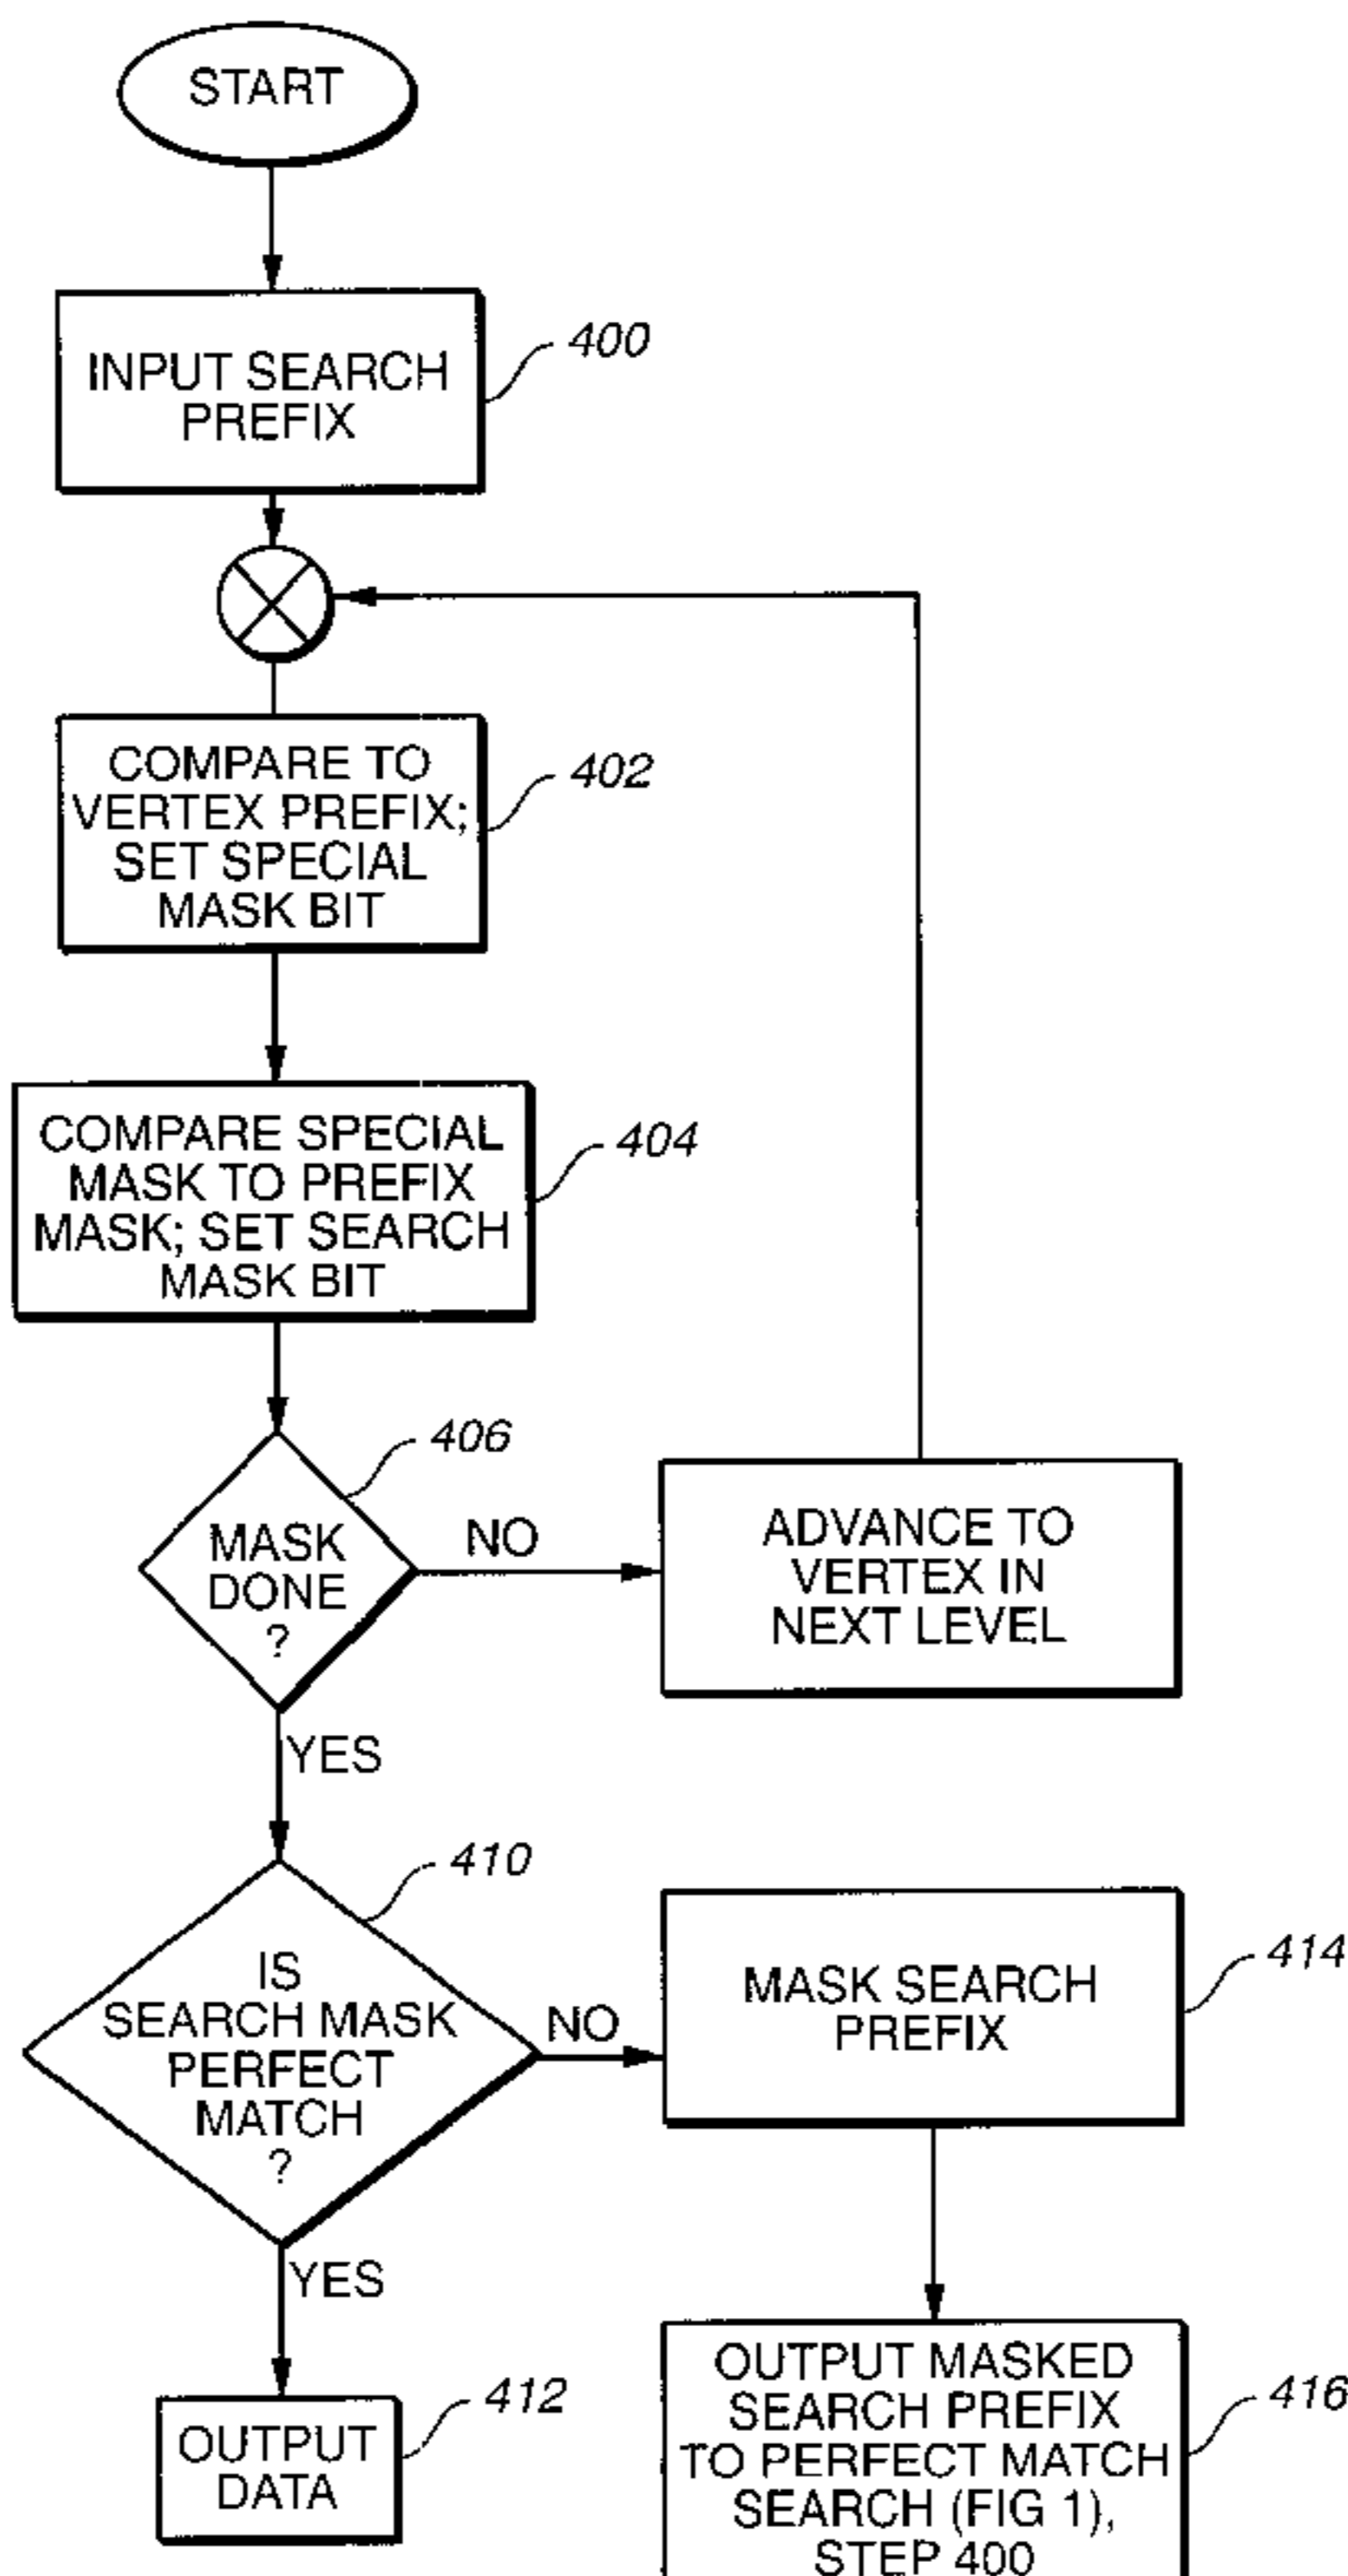 START
INPUT SEARCH
PREFIX
400
COMPARE TO
VERTEX PREFIX;
SET SPECIAL
MASK BIT
402
COMPARE SPECIAL
MASK TO PREFIX
MASK; SET SEARCH
MASK BIT
404
406
MASK
DONE
?
NO
ADVANCE TO
VERTEX IN
NEXT LEVEL
YES
410
IS
SEARCH MASK
PERFECT
MATCH
?
NO
MASK SEARCH
PREFIX
414
YES
OUTPUT
DATA
412
OUTPUT MASKED
SEARCH PREFIX
TO PERFECT MATCH
SEARCH (FIG 1),
STEP 400
416